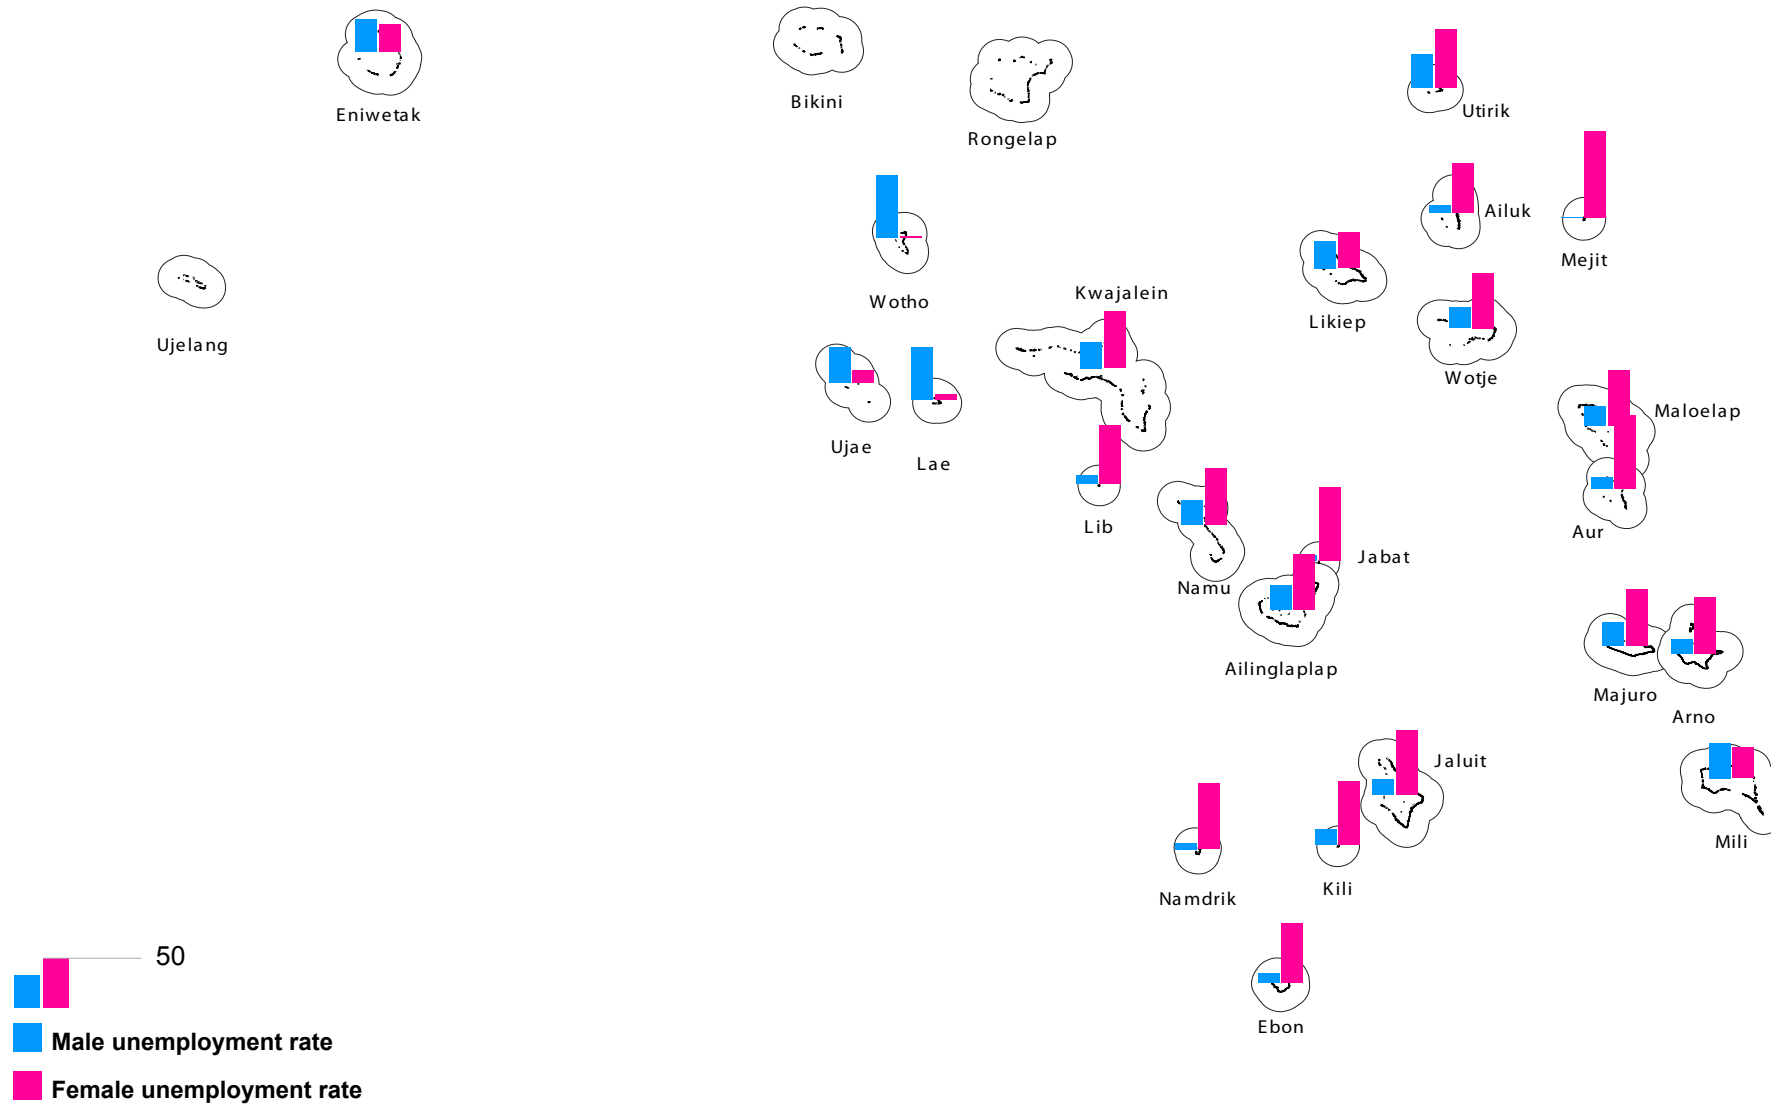 Eniwetak
Bikini
Rongelap
Utirik
Ailuk
Mejit
Wotho
Kwajalein
Likiep
Ujelang
Wotje
Maloelap
Ujae
Lae
Lib
Aur
Jabat
Namu
Ailinglaplap
Majuro
Arno
Jaluit
Mili
Kili
Namdrik
50
Ebon
Male unemployment rate
Female unemployment rate